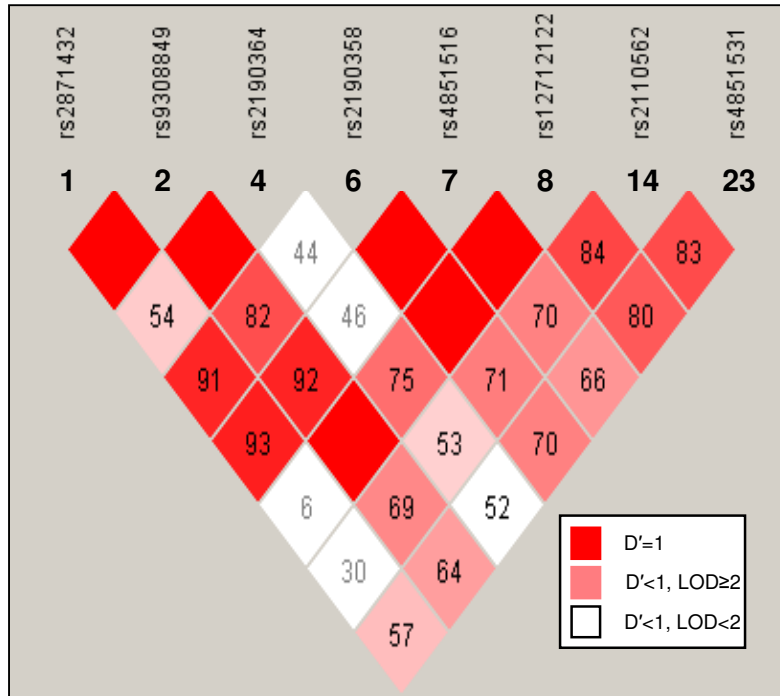 rs2871432
rs9308849
rs2190364
rs2190358
rs4851516
rs12712122
rs2110562
rs4851531
1 2 4 6 7 8 14 23
44 84 83
54 82 46 70 80
91 92 75 71 66
93 53 70
6 69 52
30 64
57
D′=1
D′<1, LOD≥2
D′<1, LOD<2